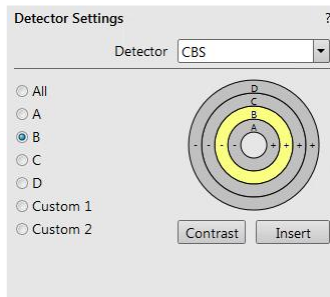 Detector Settings ?
Detector CBS
All
A
B
C
D
Custom 1
Custom 2
D
C
B
A
- - - - + + + +
Contrast Insert